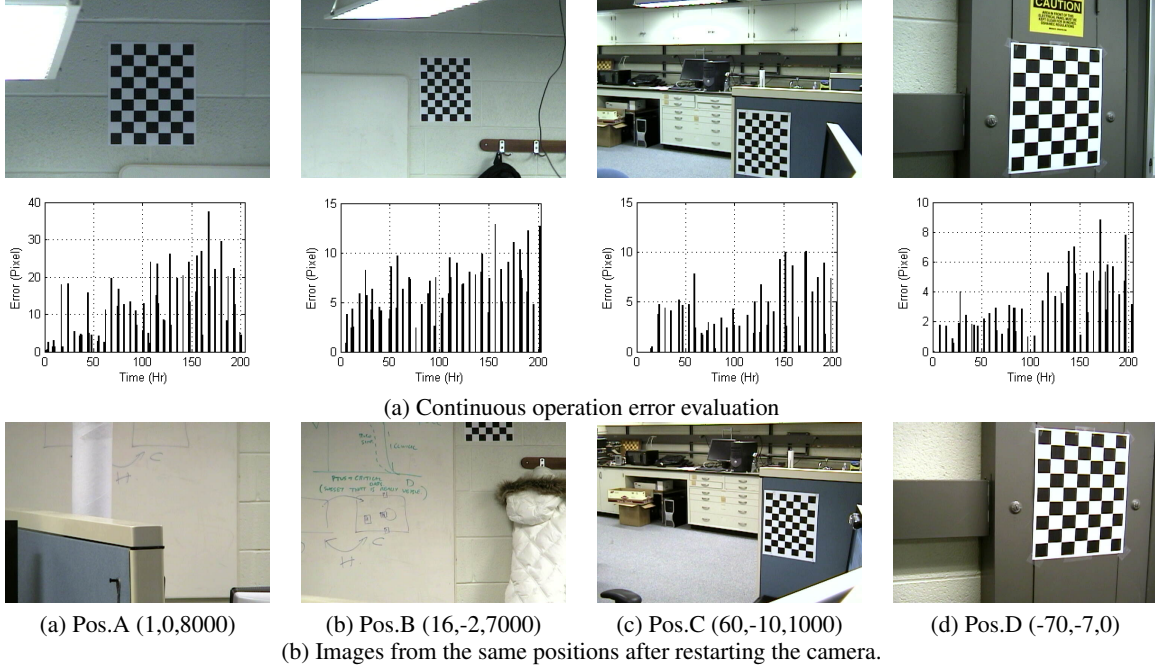 CAUTION
40
30
20
10
0
Error (Pixel)
0 50 100 150 200
Time (Hr)
15
10
5
0
Error (Pixel)
0 50 100 150 200
Time (Hr)
15
10
5
0
Error (Pixel)
0 50 100 150 200
Time (Hr)
10
8
6
4
2
0
Error (Pixel)
0 50 100 150 200
Time (Hr)
(a) Continuous operation error evaluation
C
H
D
C
H
(a) Pos.A (1,0,8000)
(b) Pos.B (16,-2,7000)
(c) Pos.C (60,-10,1000)
(d) Pos.D (-70,-7,0)
(b) Images from the same positions after restarting the camera.